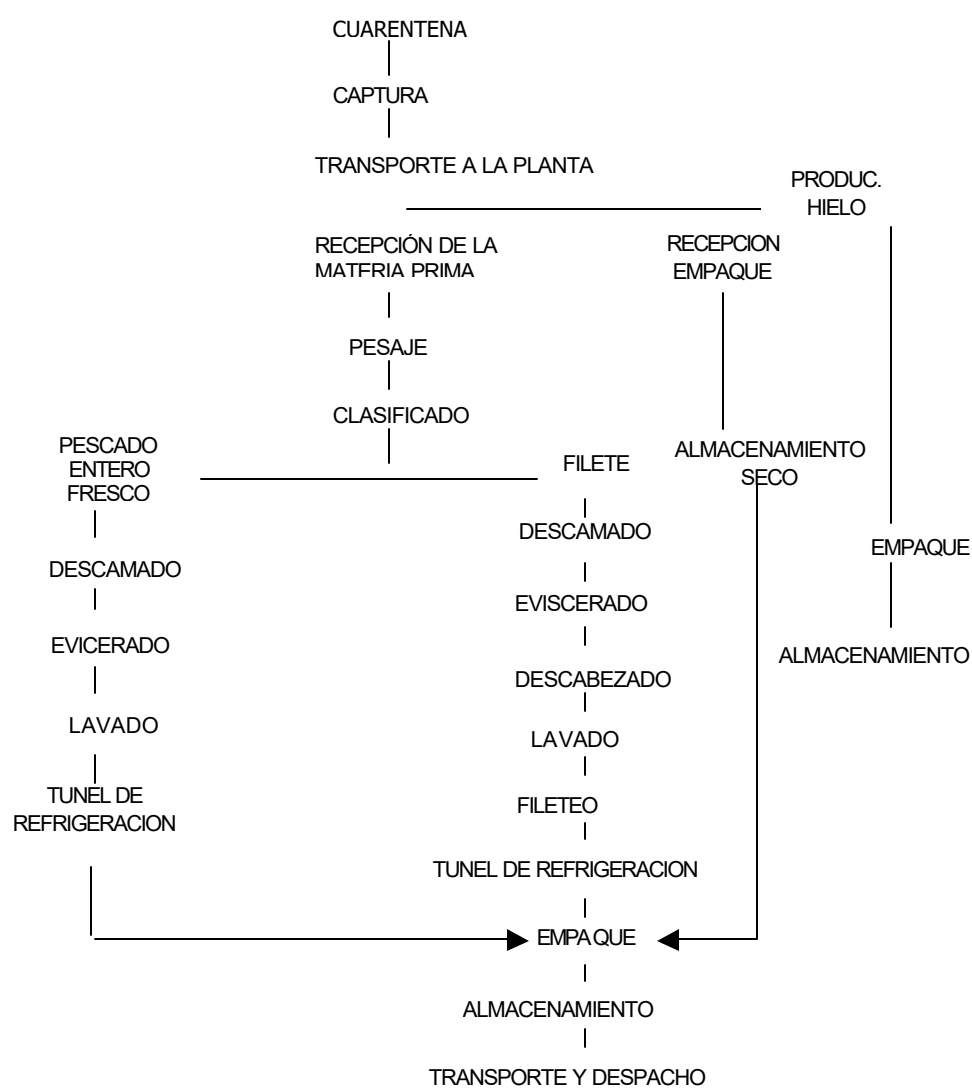 CUARENTENA
CAPTURA
TRANSPORTE A LA PLANTA
PRODUC.
HIELO
RECEPCIÓN DE LA
MATERIA PRIMA
RECEPCION
EMPAQUE
PESAJE
CLASIFICADO
PESCADO
ENTERO
FRESCO
FILETE
ALMACENAMIENTO
SECO
DESCAMADO
EMPAQUE
DESCAMADO
EVISCERADO
EVICERADO
ALMACENAMIENTO
DESCABEZADO
LAVADO
LAVADO
TUNEL DE
REFRIGERACION
FILETEO
TUNEL DE REFRIGERACION
EMPAQUE
ALMACENAMIENTO
TRANSPORTE Y DESPACHO